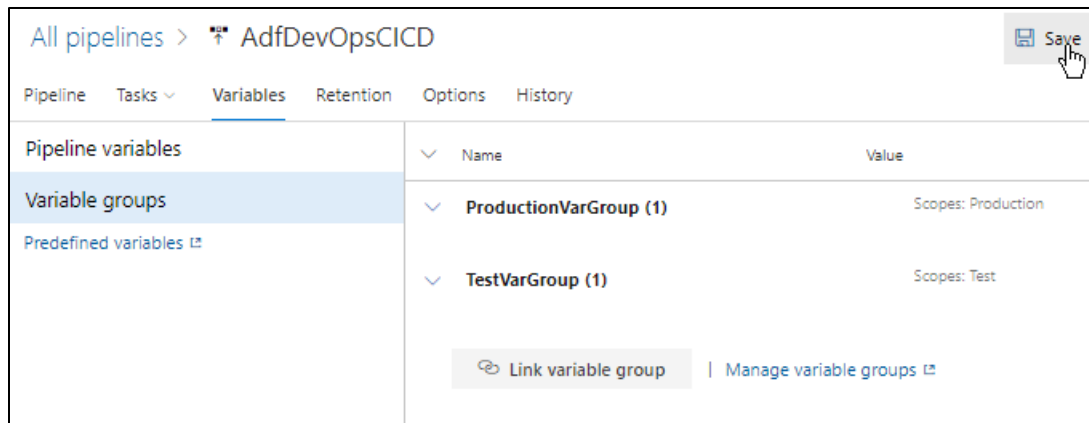 All pipelines > AdfDevOpsCICD
Save
Pipeline Tasks Variables Retention Options History
Pipeline variables
Name Value
Variable groups
ProductionVarGroup (1) Scopes: Production
Predefined variables
TestVarGroup (1) Scopes: Test
Link variable group | Manage variable groups